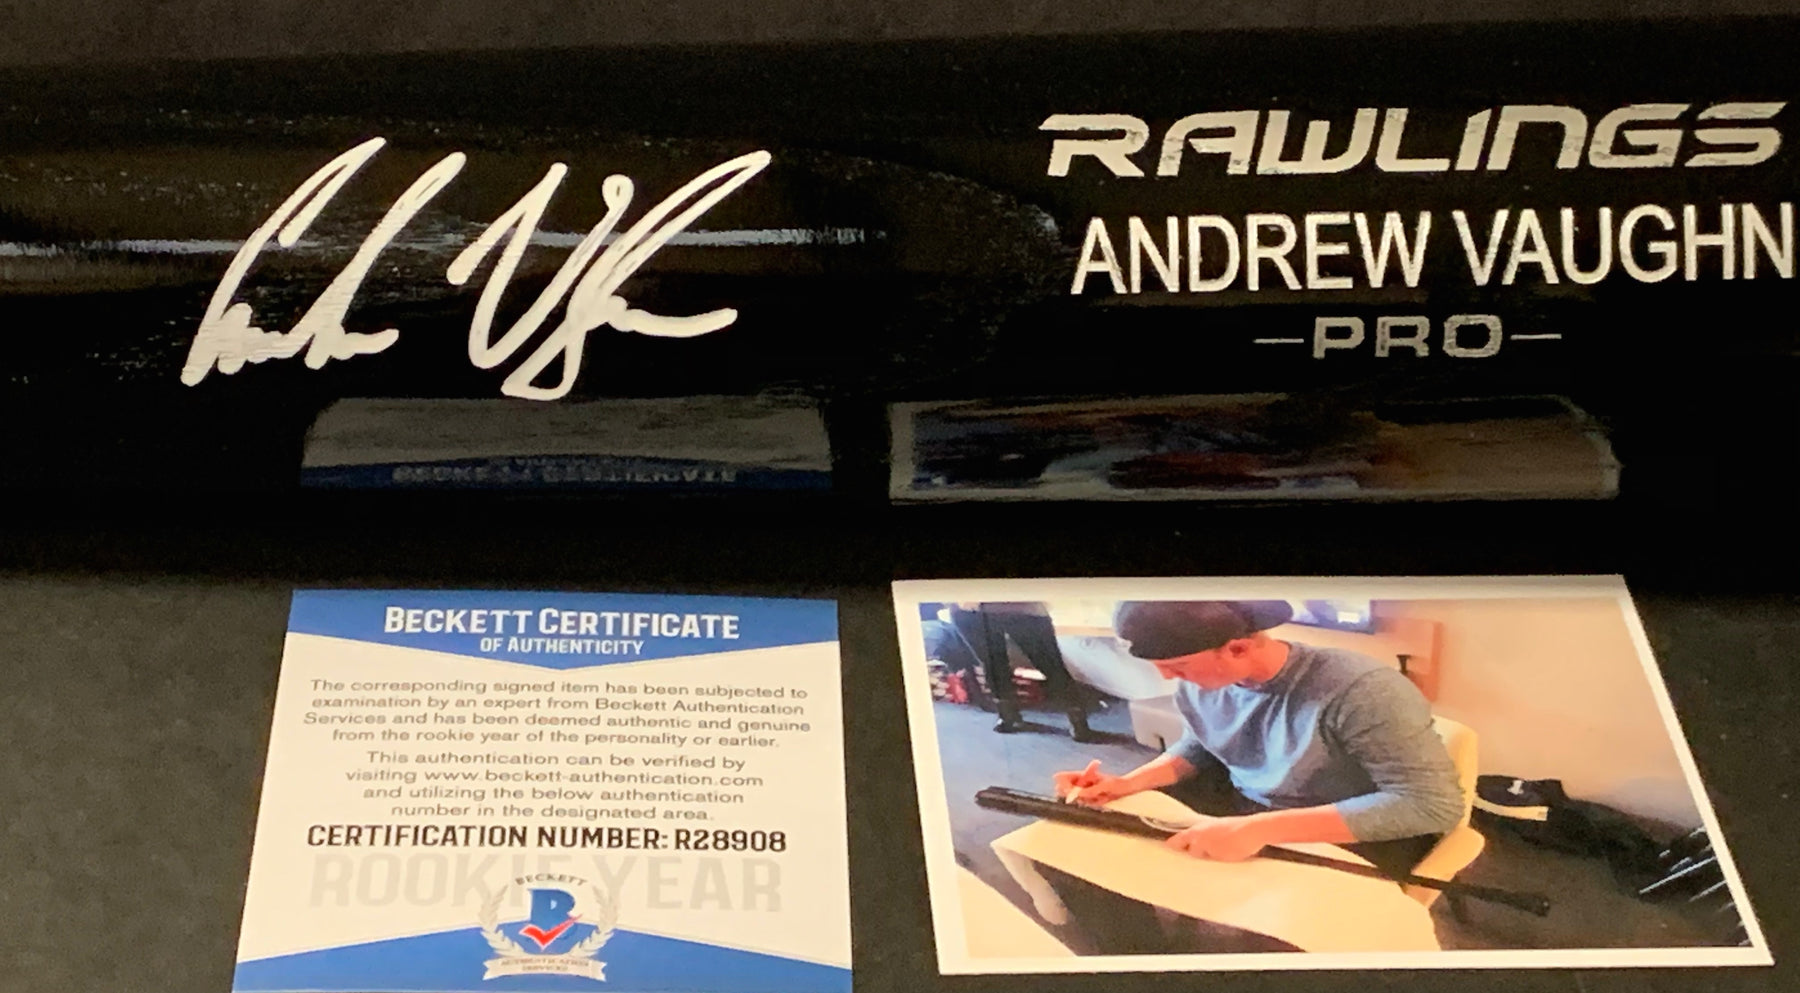 RAWLINGS
ANDREW VAUGHN
-PRO-
BECKETT CERTIFICATE
OF AUTHENTICITY
The corresponding signed item has been subjected to
examination by an expert from Beckett Authentication
Services and has been deemed authentic and genuine
from the rookie year of the personality or earlier.
This authentication can be verified by
visiting www.beckett-authentication.com
and utilizing the below authentication
number in the designated area.
CERTIFICATION NUMBER: R28908
ROOKIE YEAR
BECKETT
B
AUTHENTICATION
SERVICES